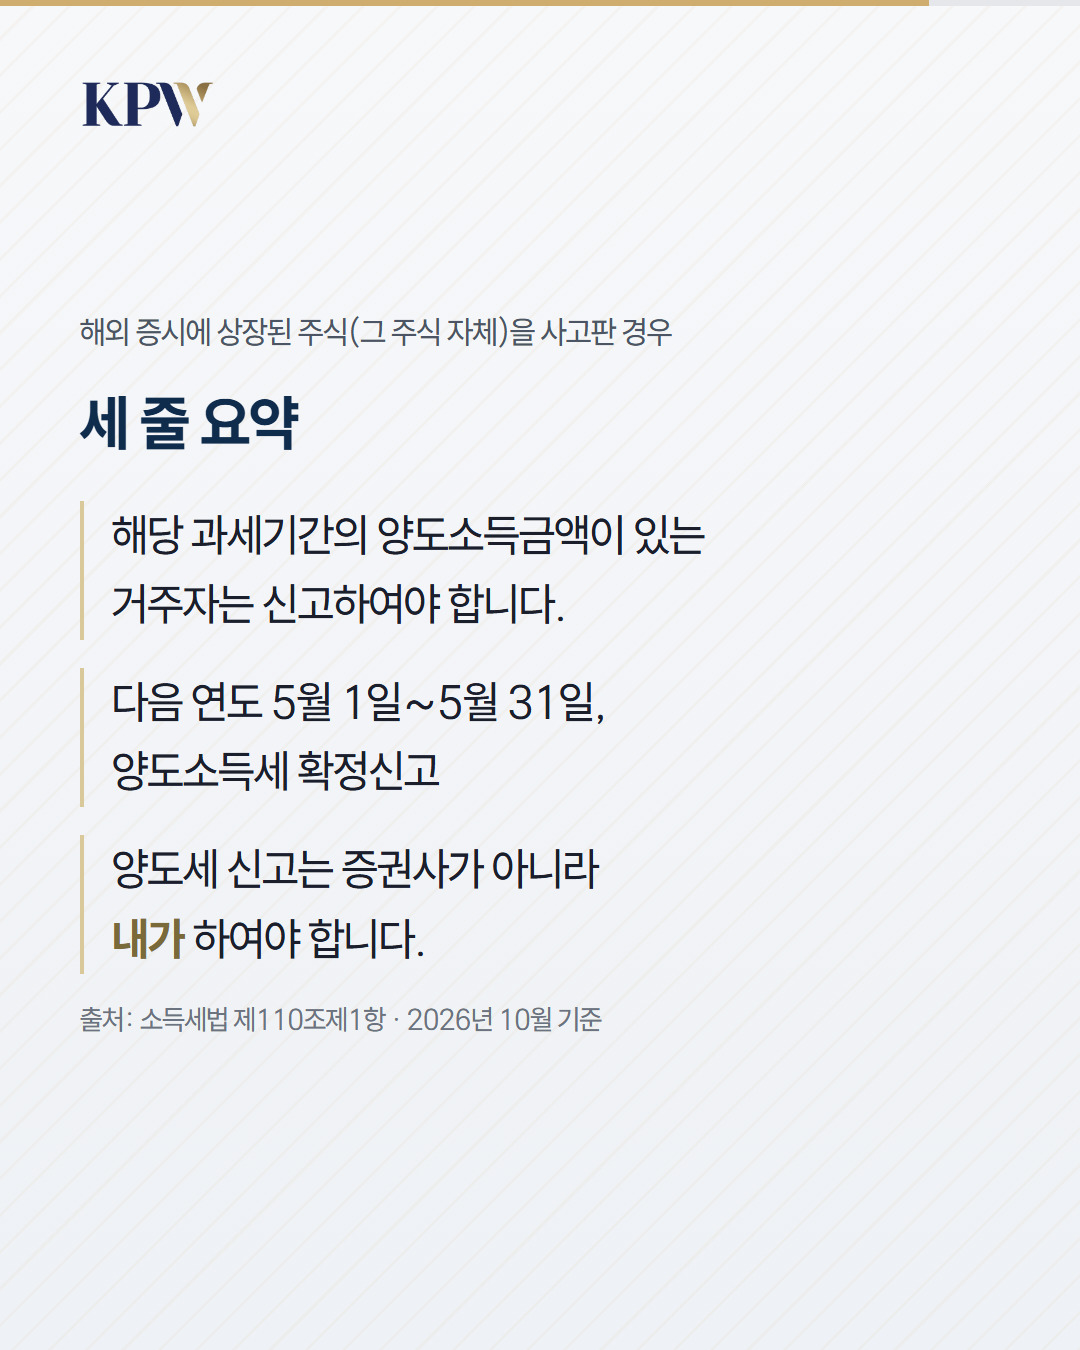 KPW
해외 증시에 상장된 주식(그 주식 자체)을 사고판 경우
세 줄 요약
해당 과세기간의 양도소득금액이 있는
거주자는 신고하여야 합니다.
다음 연도 5월 1일~5월 31일,
양도소득세 확정신고
양도세 신고는 증권사가 아니라
내가 하여야 합니다.
출처: 소득세법 제110조제1항 · 2026년 10월 기준